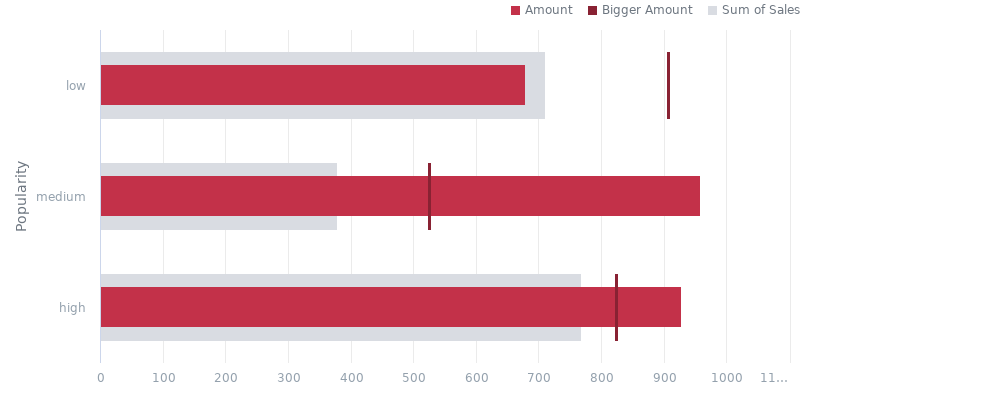 Amount Bigger Amount Sum of Sales
low
medium
high
Popularity
0 100 200 300 400 500 600 700 800 900 1000 11...